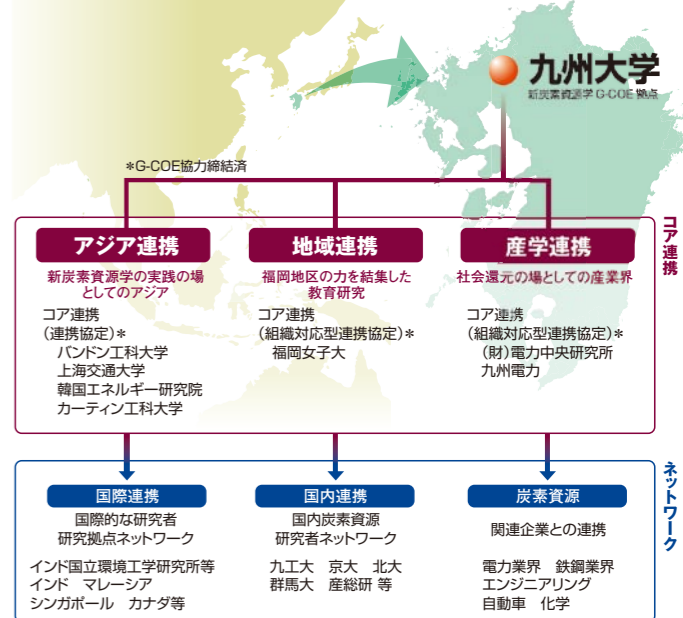 九州大学
新炭素資源学 G-COE 拠点
*G-COE協力締結済
コア連携
アジア連携
新炭素資源学の実践の場
としてのアジア
コア連携
(連携協定)*
バンドン工科大学
上海交通大学
韓国エネルギー研究院
カーティン工科大学
地域連携
福岡地区の力を結集した
教育研究
コア連携
(組織対応型連携協定)*
福岡女子大
産学連携
社会還元の場としての産業界
コア連携
(組織対応型連携協定)*
(財)電力中央研究所
九州電力
ネットワーク
国際連携
国際的な研究者
研究拠点ネットワーク
インド国立環境工学研究所等
インド マレーシア
シンガポール カナダ等
国内連携
国内炭素資源
研究者ネットワーク
九工大 京大 北大
群馬大 産総研 等
炭素資源
関連企業との連携
電力業界 鉄鋼業界
エンジニアリング
自動車 化学